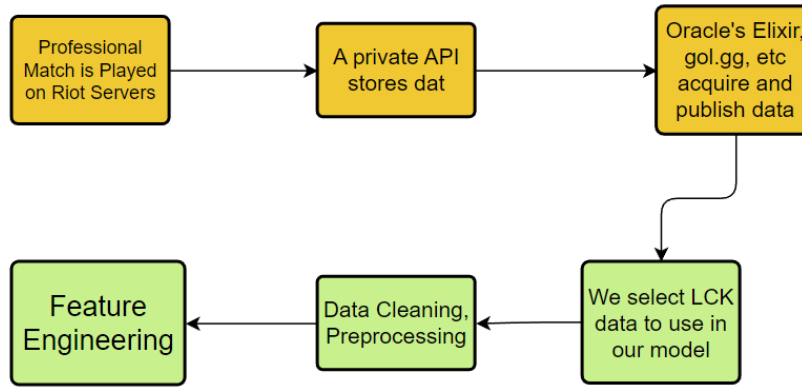 Professional
Match is Played
on Riot Servers
A private API
stores dat
Oracle's Elixir,
gol.gg, etc
acquire and
publish data
We select LCK
data to use in
our model
Data Cleaning,
Preprocessing
Feature
Engineering